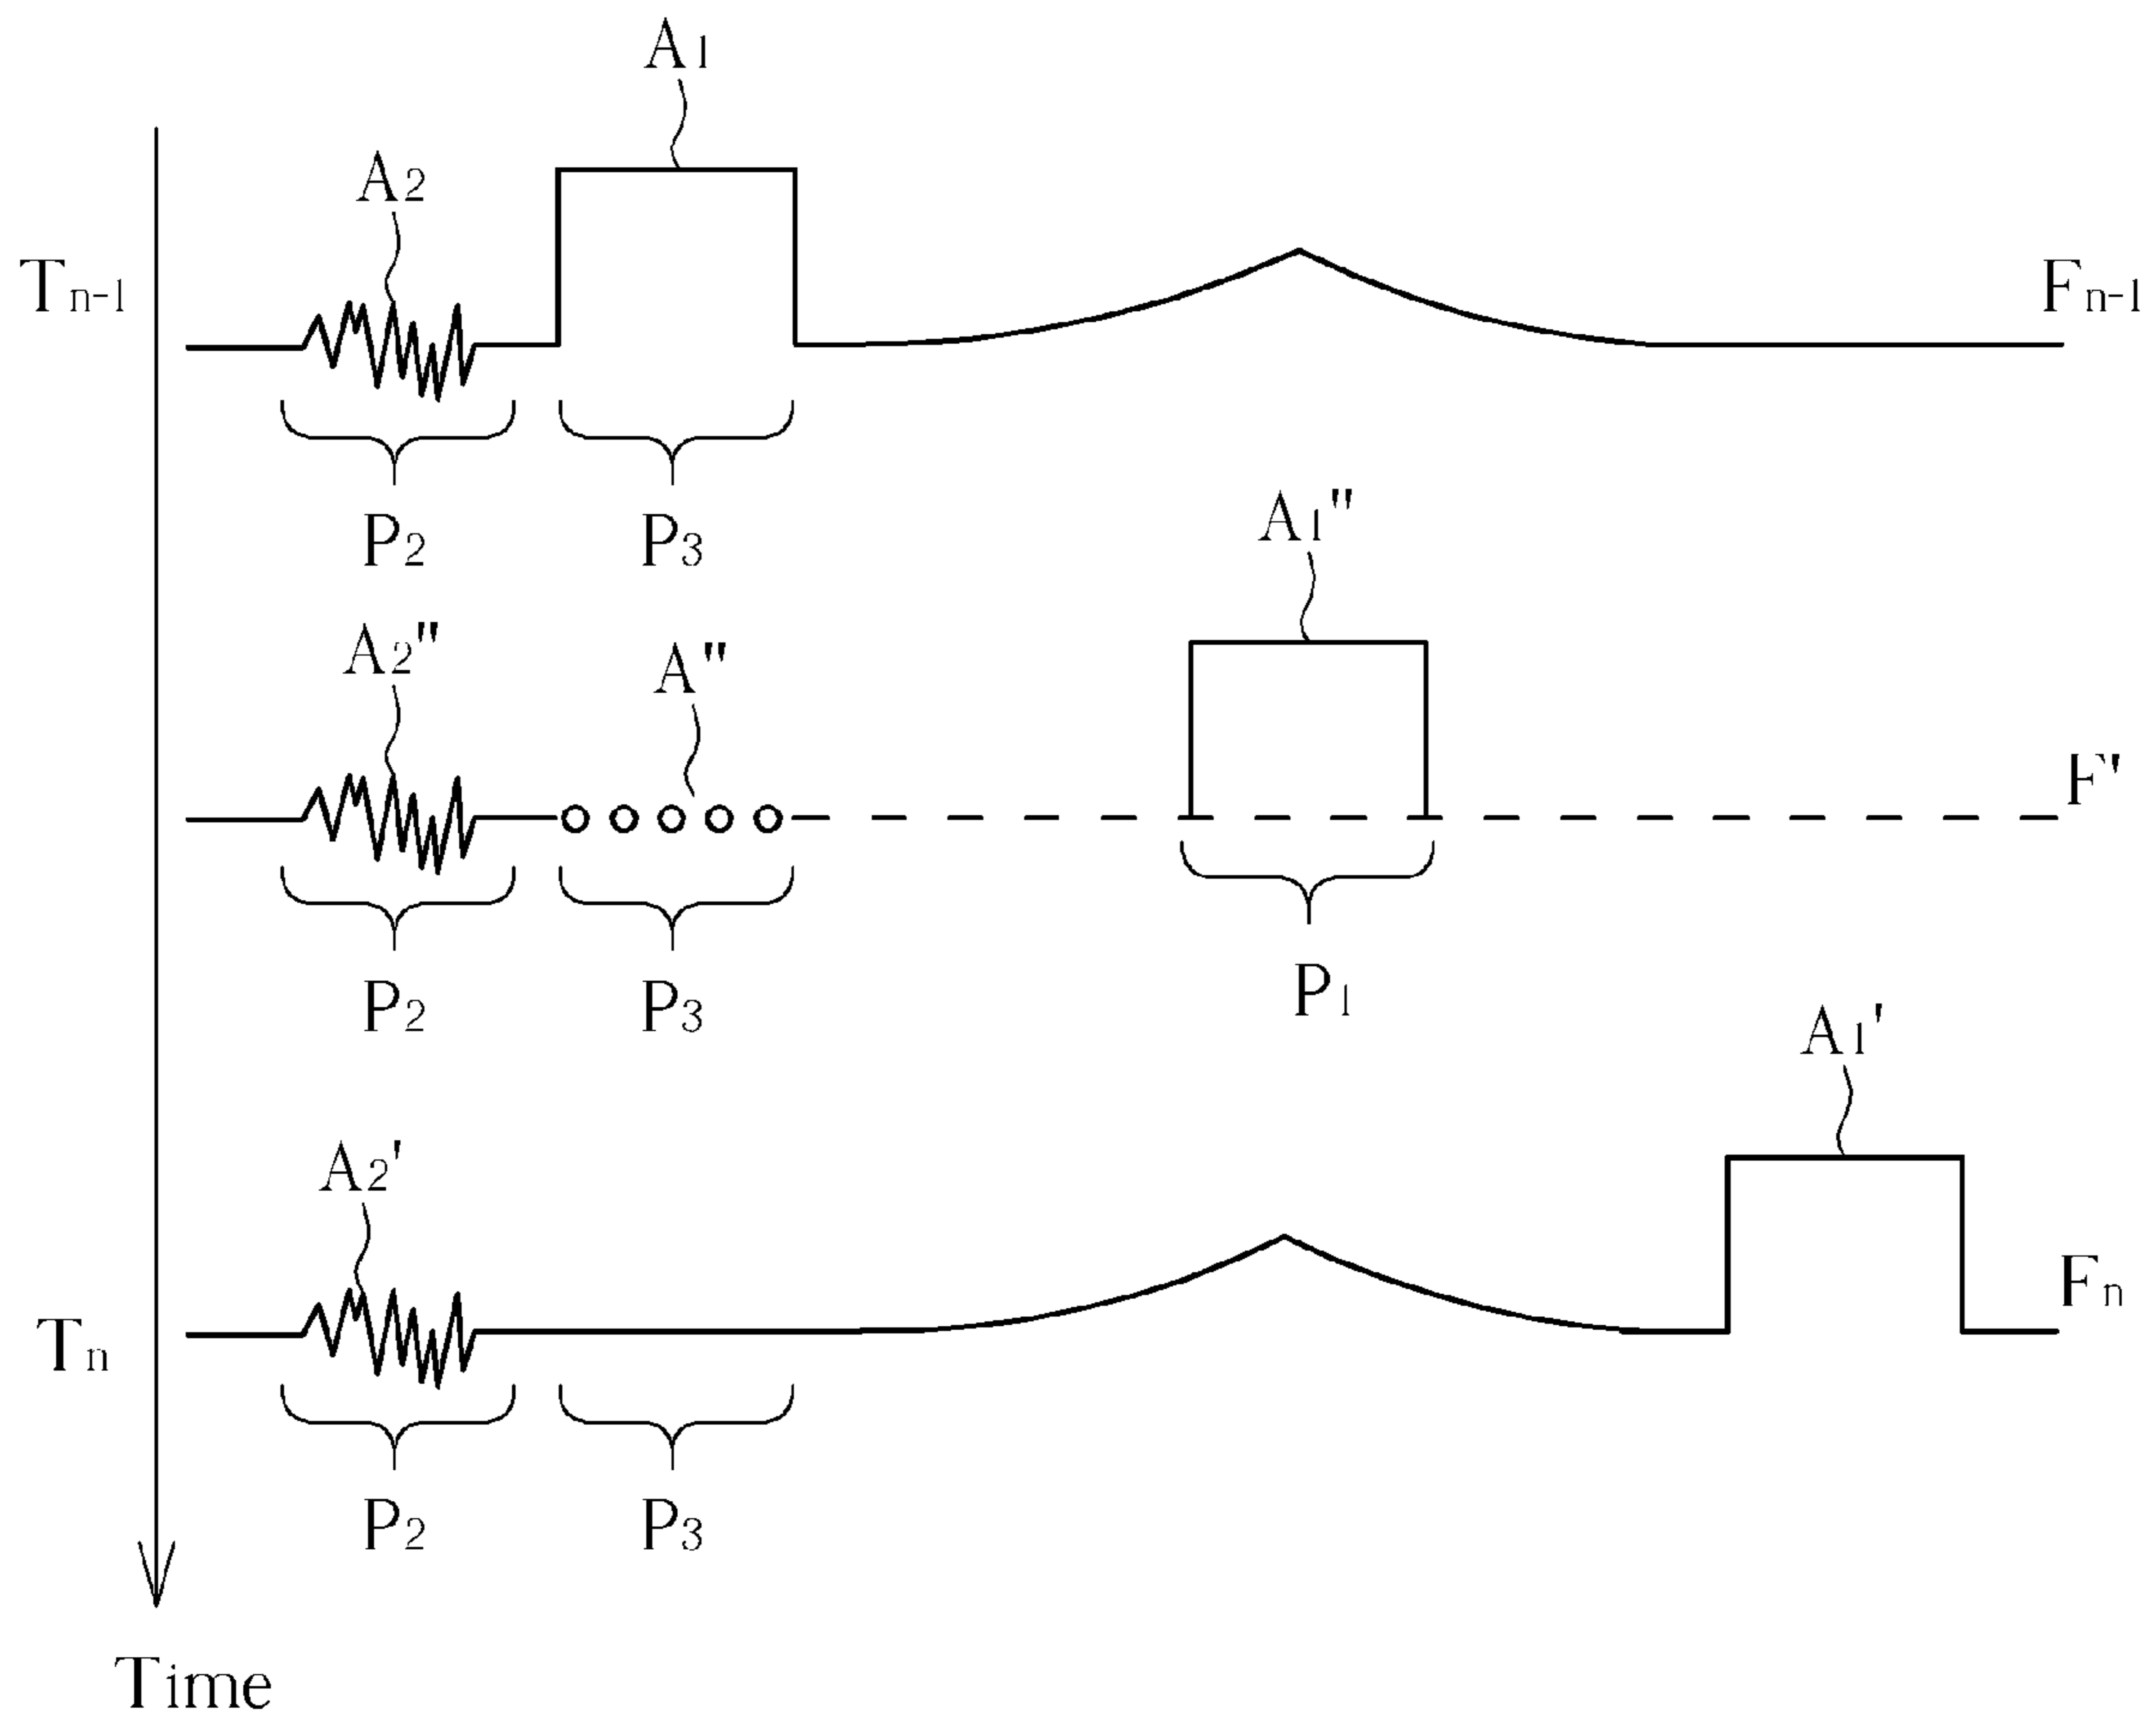 A1
A2
Tn-1
Fn-1
P2 P3
A1"
A2" A"
F"
P2 P3 P1
A1'
A2'
Fn
Tn
P2 P3
Time